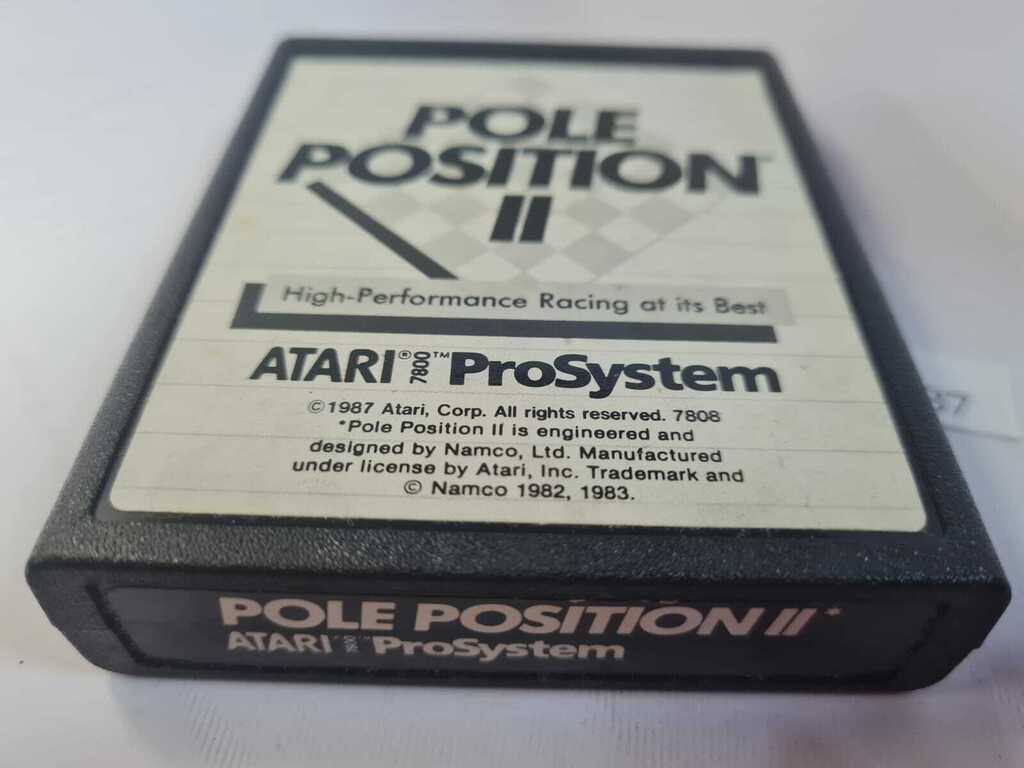 POLE
POSITION™
II
High-Performance Racing at its Best
ATARI® 7800™ ProSystem
©1987 Atari, Corp. All rights reserved. 7808
*Pole Position II is engineered and
designed by Namco, Ltd. Manufactured
under license by Atari, Inc. Trademark and
© Namco 1982, 1983.
POLE POSITION II*
ATARI 7800™ ProSystem